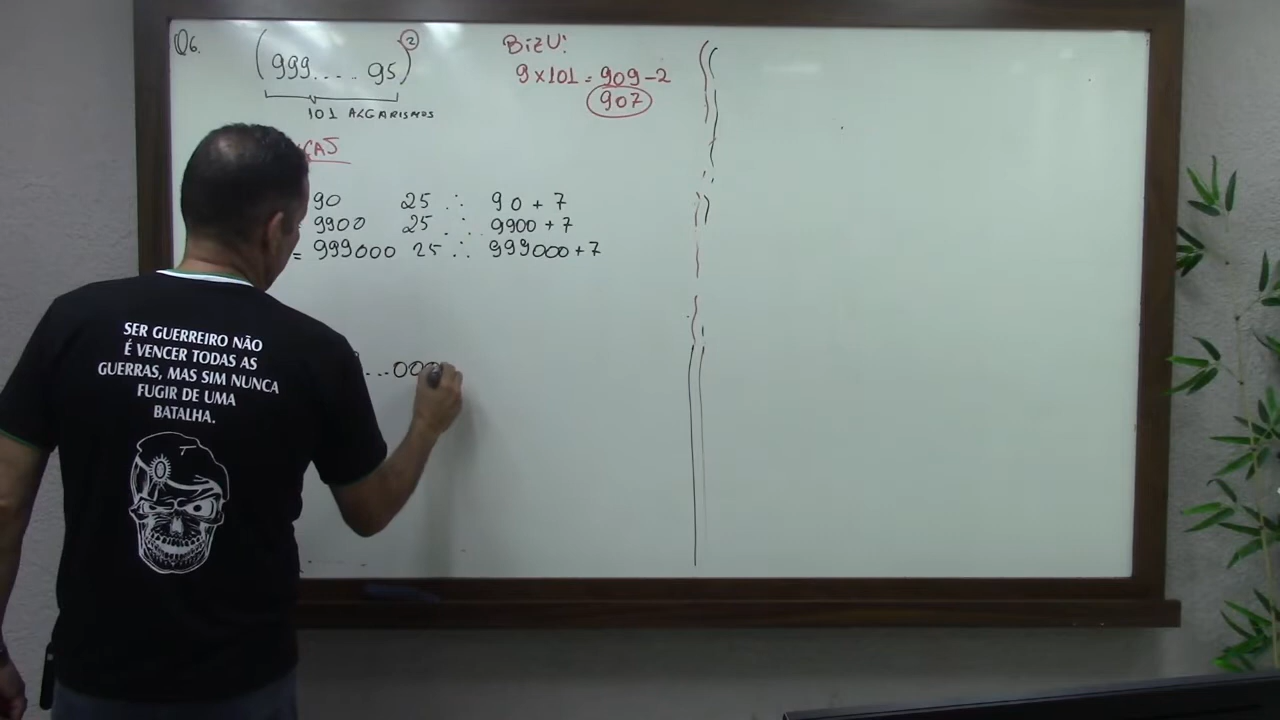 Q6. (999.... 95)²
101 ALGARISMOS
BIZU:
9 x 101 = 909 - 2
907
90 25 ∴ 90 + 7
9900 25 ∴ 9900 + 7
= 999000 25 ∴ 999000 + 7
...000
SER GUERREIRO NÃO
É VENCER TODAS AS
GUERRAS, MAS SIM NUNCA
FUGIR DE UMA
BATALHA.